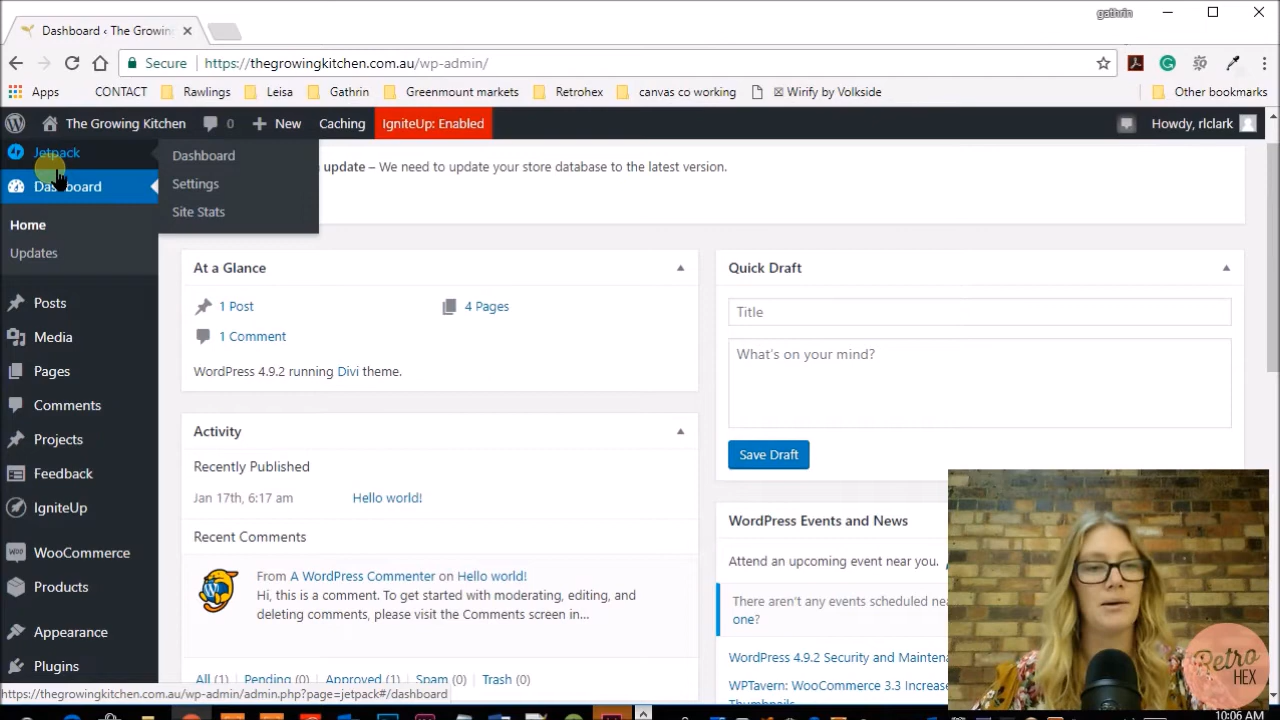 gathrin
Dashboard ‹ The Growing
Secure https://thegrowingkitchen.com.au/wp-admin/
Apps CONTACT Rawlings Leisa Gathrin Greenmount markets Retrohex canvas co working Wirify by Volkside Other bookmarks
The Growing Kitchen 0 New Caching IgniteUp: Enabled Howdy, rlclark
Jetpack
Dashboard
Home
Updates
Posts
Media
Pages
Comments
Projects
Feedback
IgniteUp
WooCommerce
Products
Appearance
Plugins
Dashboard
Settings
Site Stats
update – We need to update your store database to the latest version.
At a Glance
1 Post 4 Pages
1 Comment
WordPress 4.9.2 running Divi theme.
Activity
Recently Published
Jan 17th, 6:17 am Hello world!
Recent Comments
From A WordPress Commenter on Hello world!
Hi, this is a comment. To get started with moderating, editing, and
deleting comments, please visit the Comments screen in...
All (1) Pending (0) Approved (1) Spam (0) Trash (0)
Quick Draft
Title
What's on your mind?
Save Draft
WordPress Events and News
Attend an upcoming event near you.
There aren't any events scheduled
one?
WordPress 4.9.2 Security and
WPTavern: WooCommerce 3.3
https://thegrowingkitchen.com.au/wp-admin/admin.php?page=jetpack#/dashboard
Retro
HEX
10:06 AM